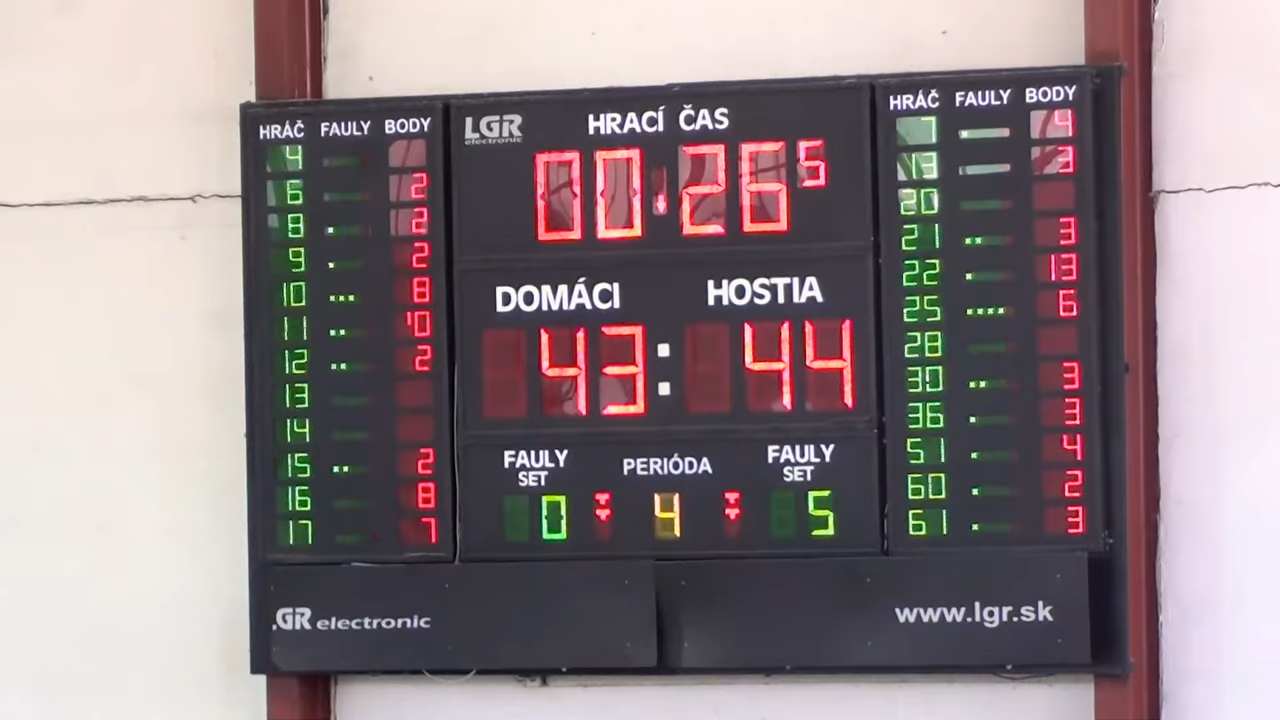 HRÁČ FAULY BODY
4
6 2
8 2
9 2
10 8
11 10
12 2
13
14
15 2
16 8
17 7
LGR electronic
HRACÍ ČAS
00:26 5
DOMÁCI HOSTIA
43:44
FAULY SET PERIÓDA FAULY SET
0 4 5
HRÁČ FAULY BODY
7 4
13 3
20
21 3
22 13
25 6
28
30 3
36 3
51 4
60 2
61 3
.GR electronic
www.lgr.sk